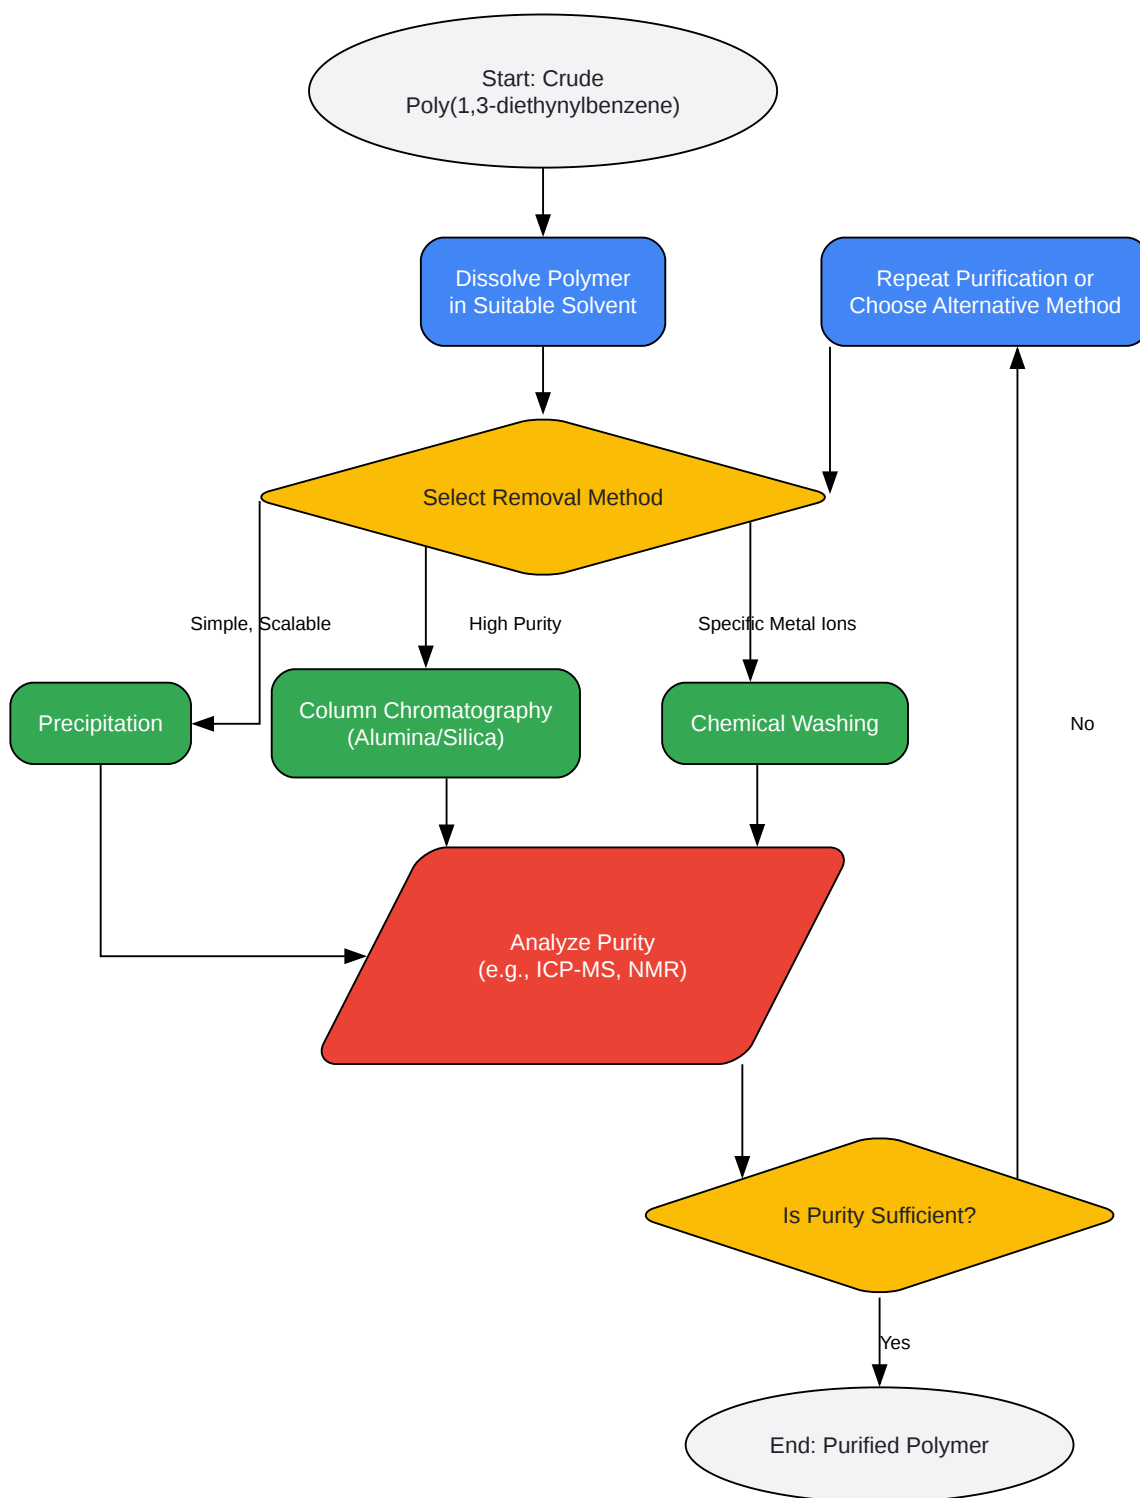 Start: Crude
Poly(1,3-diethynylbenzene)
Dissolve Polymer
in Suitable Solvent
Repeat Purification or
Choose Alternative Method
Select Removal Method
Simple, Scalable
High Purity
Specific Metal Ions
Precipitation
Column Chromatography
(Alumina/Silica)
Chemical Washing
No
Analyze Purity
(e.g., ICP-MS, NMR)
Is Purity Sufficient?
Yes
End: Purified Polymer